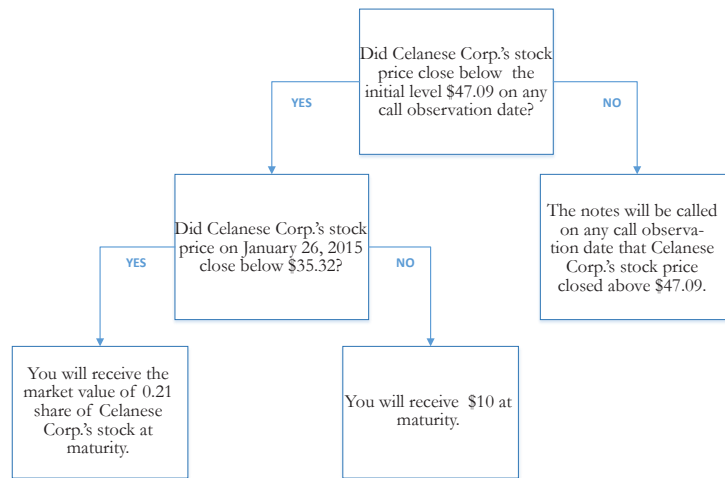 Did Celanese Corp.'s stock
price close below the
initial level $47.09 on any
call observation date?
YES
NO
Did Celanese Corp.'s stock
price on January 26, 2015
close below $35.32?
The notes will be called
on any call observa-
tion date that Celanese
Corp.'s stock price
closed above $47.09.
YES
NO
You will receive the
market value of 0.21
share of Celanese
Corp.'s stock at
maturity.
You will receive $10 at
maturity.